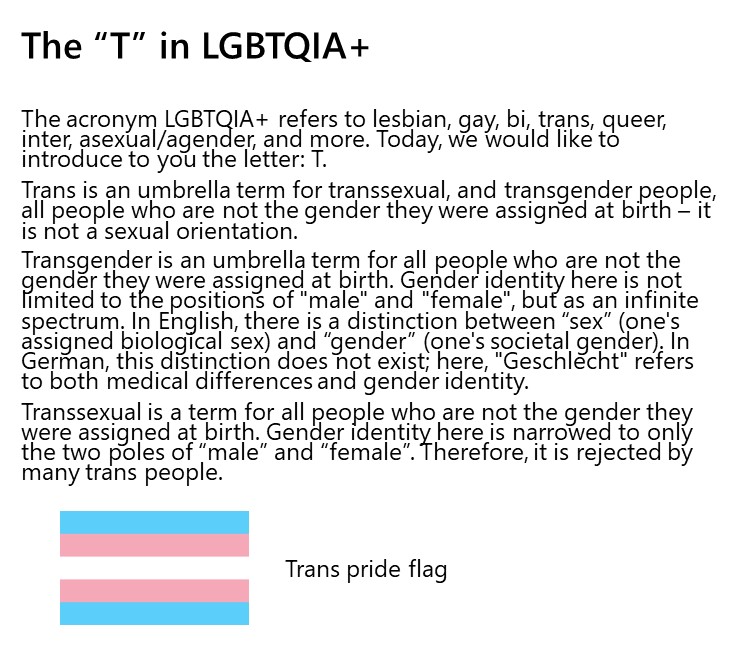 The “T” in LGBTQIA+
The acronym LGBTQIA+ refers to lesbian, gay, bi, trans, queer,
inter, asexual/agender, and more. Today, we would like to
introduce to you the letter: T.
Trans is an umbrella term for transsexual, and transgender people,
all people who are not the gender they were assigned at birth – it
is not a sexual orientation.
Transgender is an umbrella term for all people who are not the
gender they were assigned at birth. Gender identity here is not
limited to the positions of "male" and "female", but as an infinite
spectrum. In English, there is a distinction between “sex” (one's
assigned biological sex) and “gender” (one's societal gender). In
German, this distinction does not exist; here, "Geschlecht" refers
to both medical differences and gender identity.
Transsexual is a term for all people who are not the gender they
were assigned at birth. Gender identity here is narrowed to only
the two poles of “male” and “female”. Therefore, it is rejected by
many trans people.
Trans pride flag